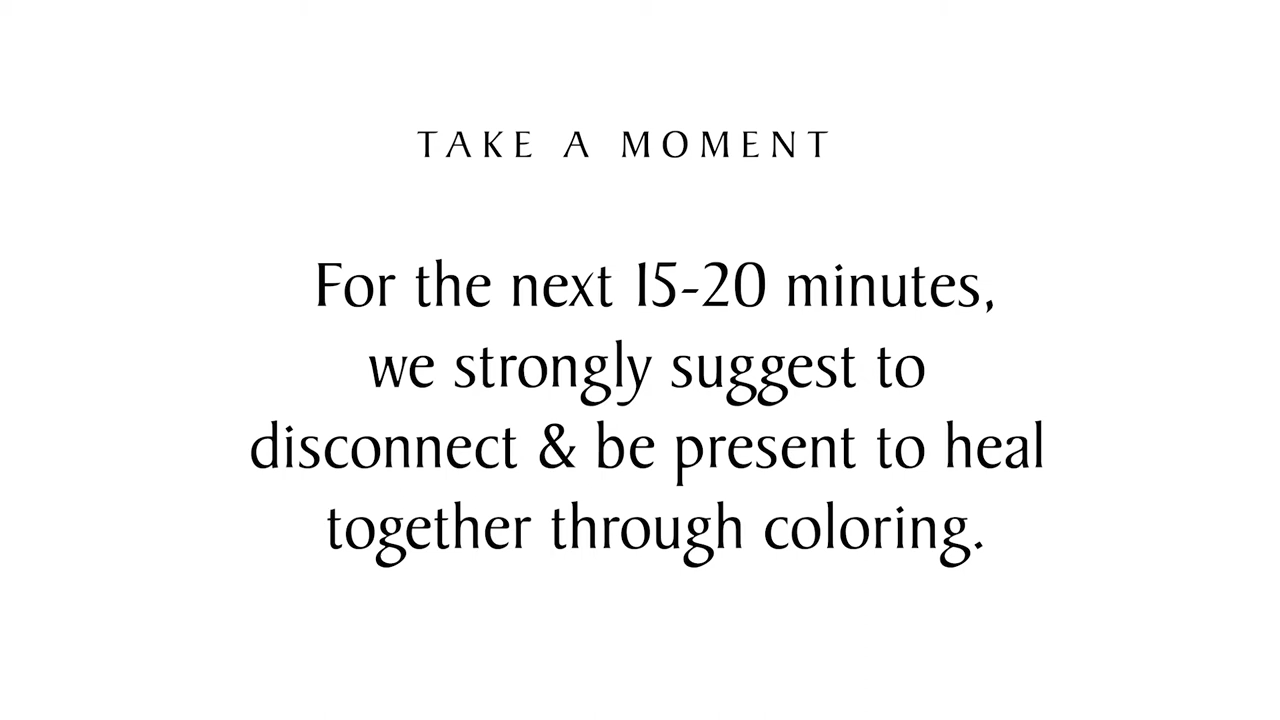 TAKE A MOMENT
For the next 15-20 minutes,
we strongly suggest to
disconnect & be present to heal
together through coloring.